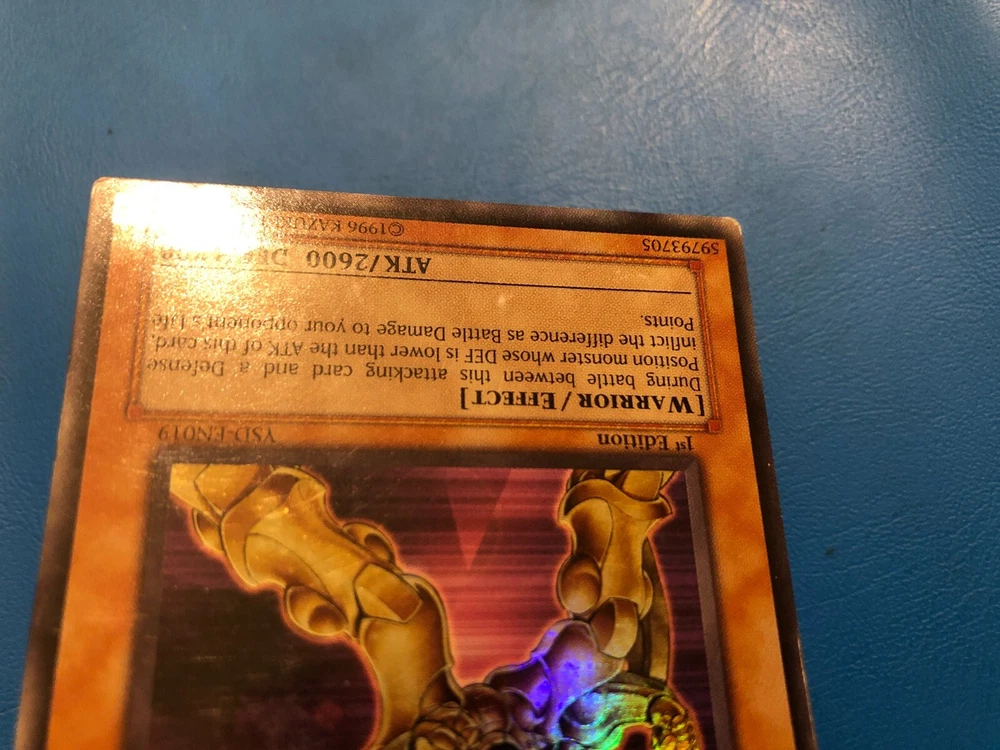 1st Edition YSD-EN019
[WARRIOR/EFFECT]
During battle between this attacking card and a Defense
Position monster whose DEF is lower than the ATK of this card,
inflict the difference as Battle Damage to your opponent's Life
Points.
ATK/2600
59793705 ©1996